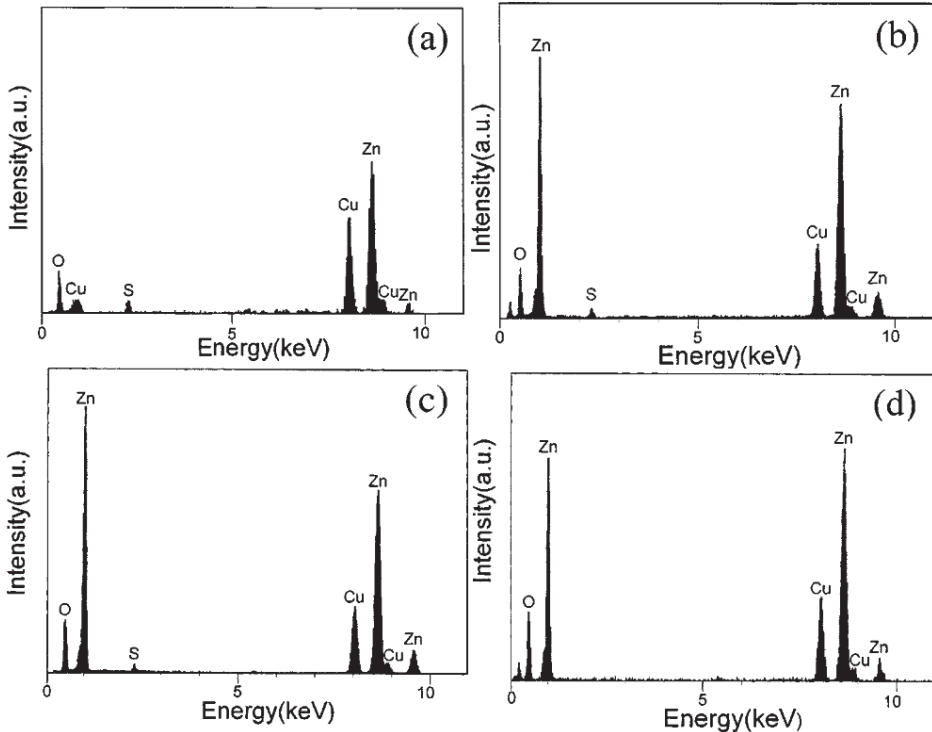 (a)
Intensity(a.u.)
Zn
Cu
O
Cu
S
Cu
Zn
0
5
10
Energy(keV)
(b)
Intensity(a.u.)
Zn
Zn
Cu
O
S
Cu
Zn
0
5
10
Energy(keV)
(c)
Intensity(a.u.)
Zn
Zn
O
Cu
S
Cu
Zn
0
5
10
Energy(keV)
(d)
Intensity(a.u.)
Zn
Zn
O
Cu
Cu
Zn
0
5
10
Energy(keV)